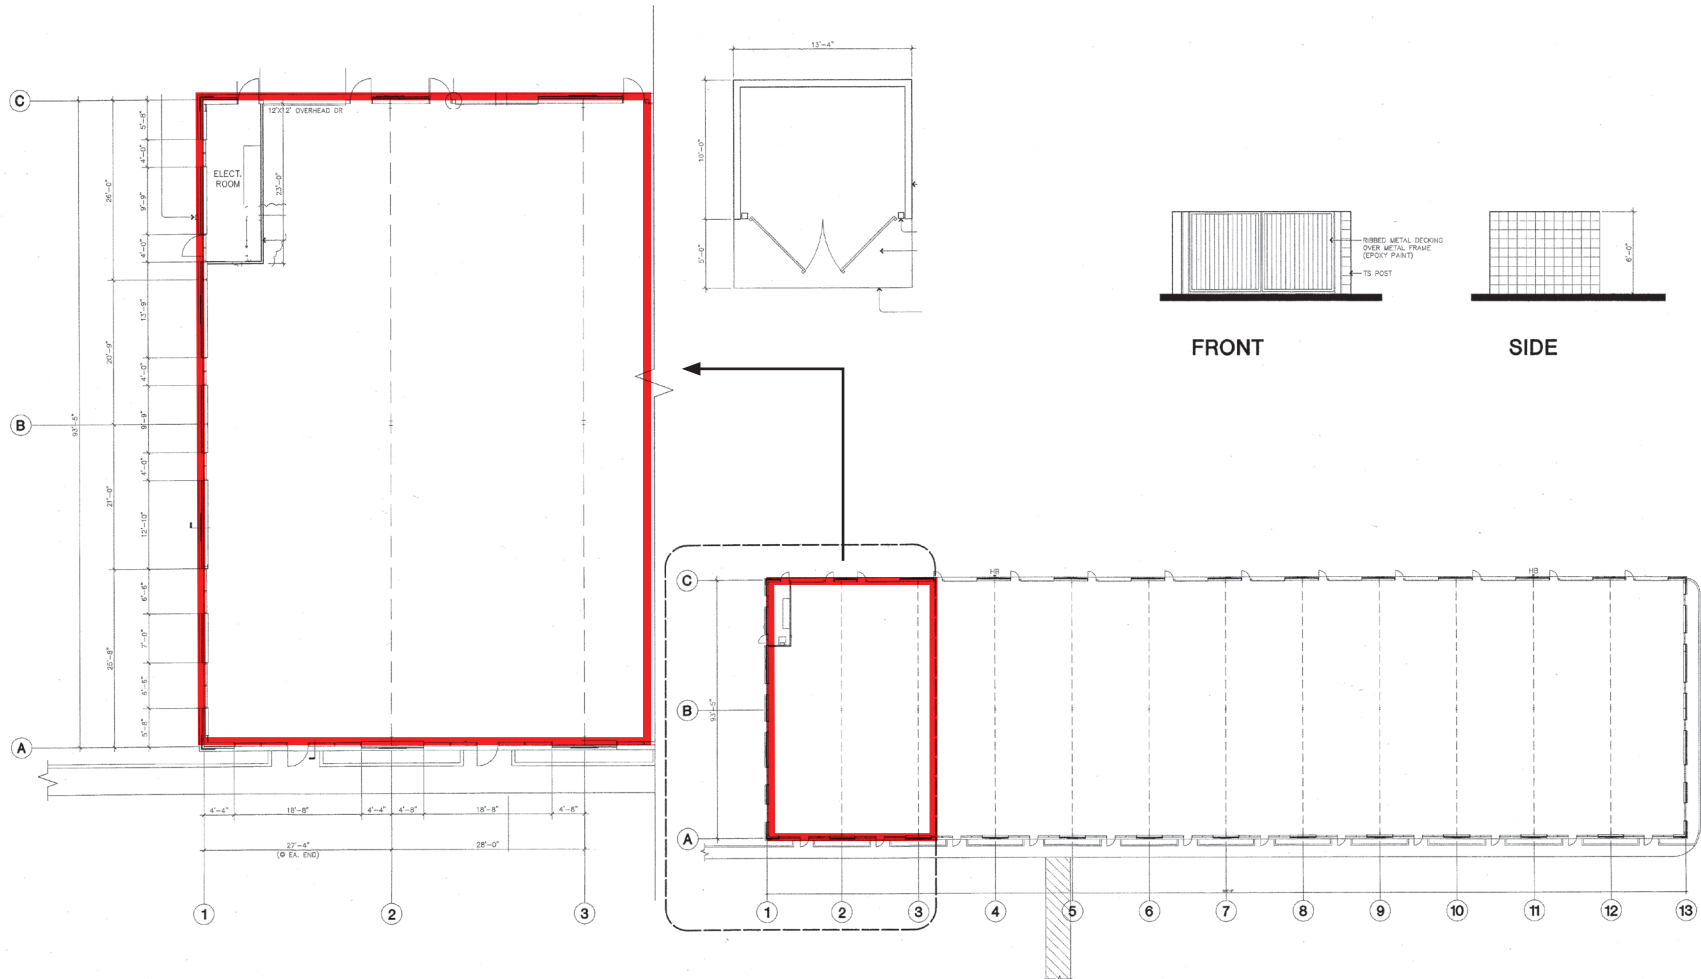 C
B
A
93'-5"
26'-0"
20'-9"
21'-0"
25'-8"
5'-8"
4'-0"
9'-9"
4'-0"
13'-9"
4'-0"
9'-9"
4'-0"
12'-10"
6'-6"
7'-0"
6'-6"
5'-8"
12'X12' OVERHEAD DR
ELECT.
ROOM
23'-0"
4'-4"
18'-8"
4'-4"
4'-8"
18'-8"
4'-8"
27'-4"
(@ EA. END)
28'-0"
1
2
3
13'-4"
10'-0"
5'-0"
RIBBED METAL DECKING
OVER METAL FRAME
(EPOXY PAINT)
TS POST
FRONT
6'-0"
SIDE
C
B
A
93'-5"
HB
HB
1
2
3
4
5
6
7
8
9
10
11
12
13